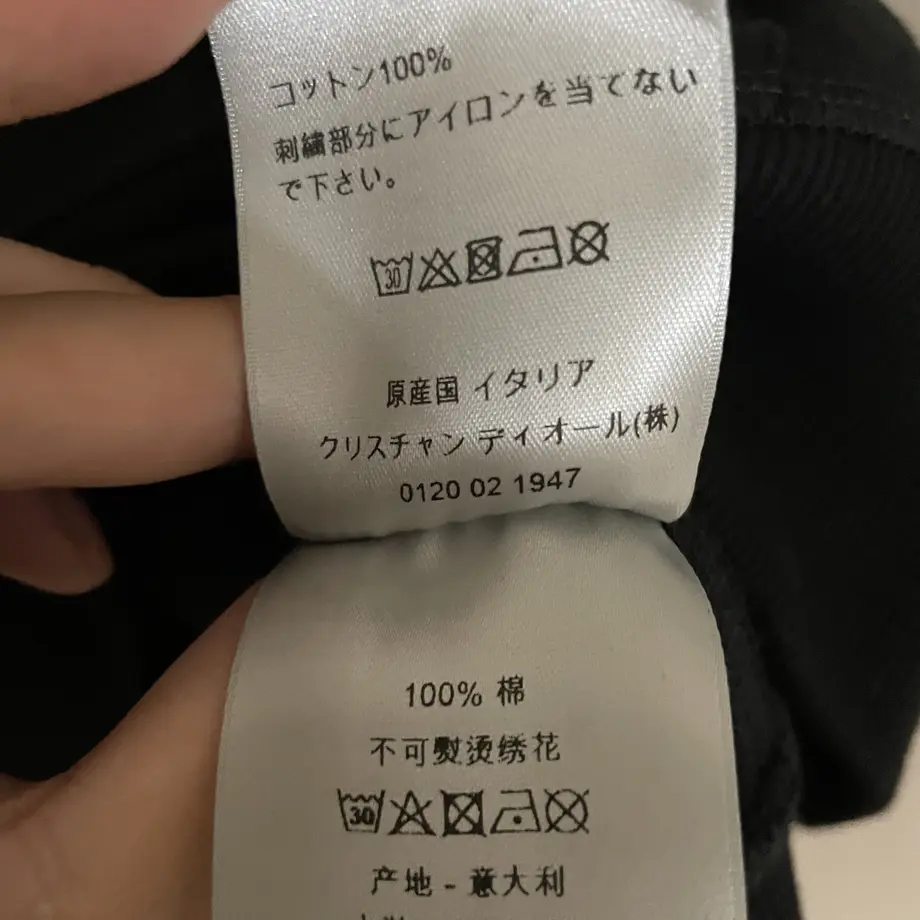 コットン100%
刺繍部分にアイロンを当てない
で下さい。
30
原産国 イタリア
クリスチャン ディオール(株)
0120 02 1947
100% 棉
不可熨烫绣花
30
产地 - 意大利